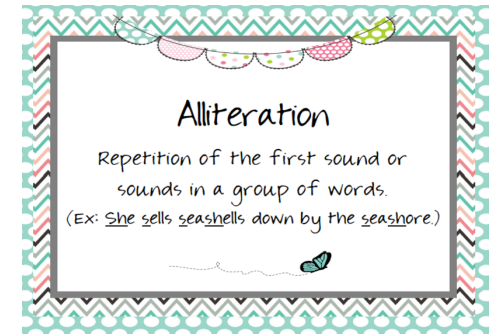 Alliteration
Repetition of the first sound or
sounds in a group of words.
(Ex: She sells seashells down by the seashore.)